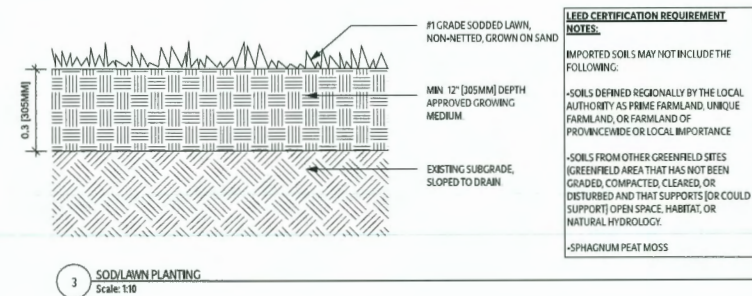 #1 GRADE SODDED LAWN,
NON-NETTED, GROWN ON SAND
MIN 12" [305MM] DEPTH
APPROVED GROWING
MEDIUM.
0.3 [305MM]
EXISTING SUBGRADE,
SLOPED TO DRAIN
3
SOD/LAWN PLANTING
Scale: 1:10
LEED CERTIFICATION REQUIREMENT
NOTES:
IMPORTED SOILS MAY NOT INCLUDE THE
FOLLOWING:
-SOILS DEFINED REGIONALLY BY THE LOCAL
AUTHORITY AS PRIME FARMLAND, UNIQUE
FARMLAND, OR FARMLAND OF
PROVINCEWIDE OR LOCAL IMPORTANCE
-SOILS FROM OTHER GREENFIELD SITES
(GREENFIELD AREA THAT HAS NOT BEEN
GRADED, COMPACTED, CLEARED, OR
DISTURBED AND THAT SUPPORTS [OR COULD
SUPPORT] OPEN SPACE, HABITAT, OR
NATURAL HYDROLOGY.
-SPHAGNUM PEAT MOSS